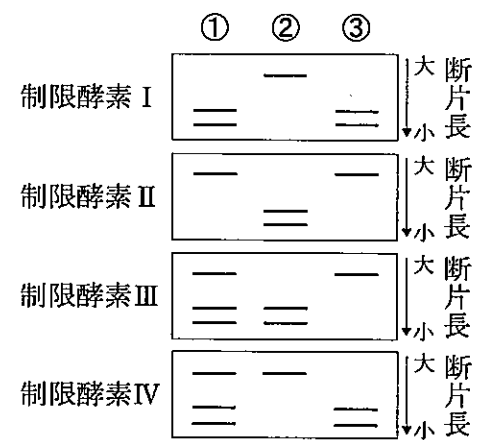 ① ② ③
制限酵素Ⅰ
大 断片長
小
制限酵素Ⅱ
大 断片長
小
制限酵素Ⅲ
大 断片長
小
制限酵素Ⅳ
大 断片長
小